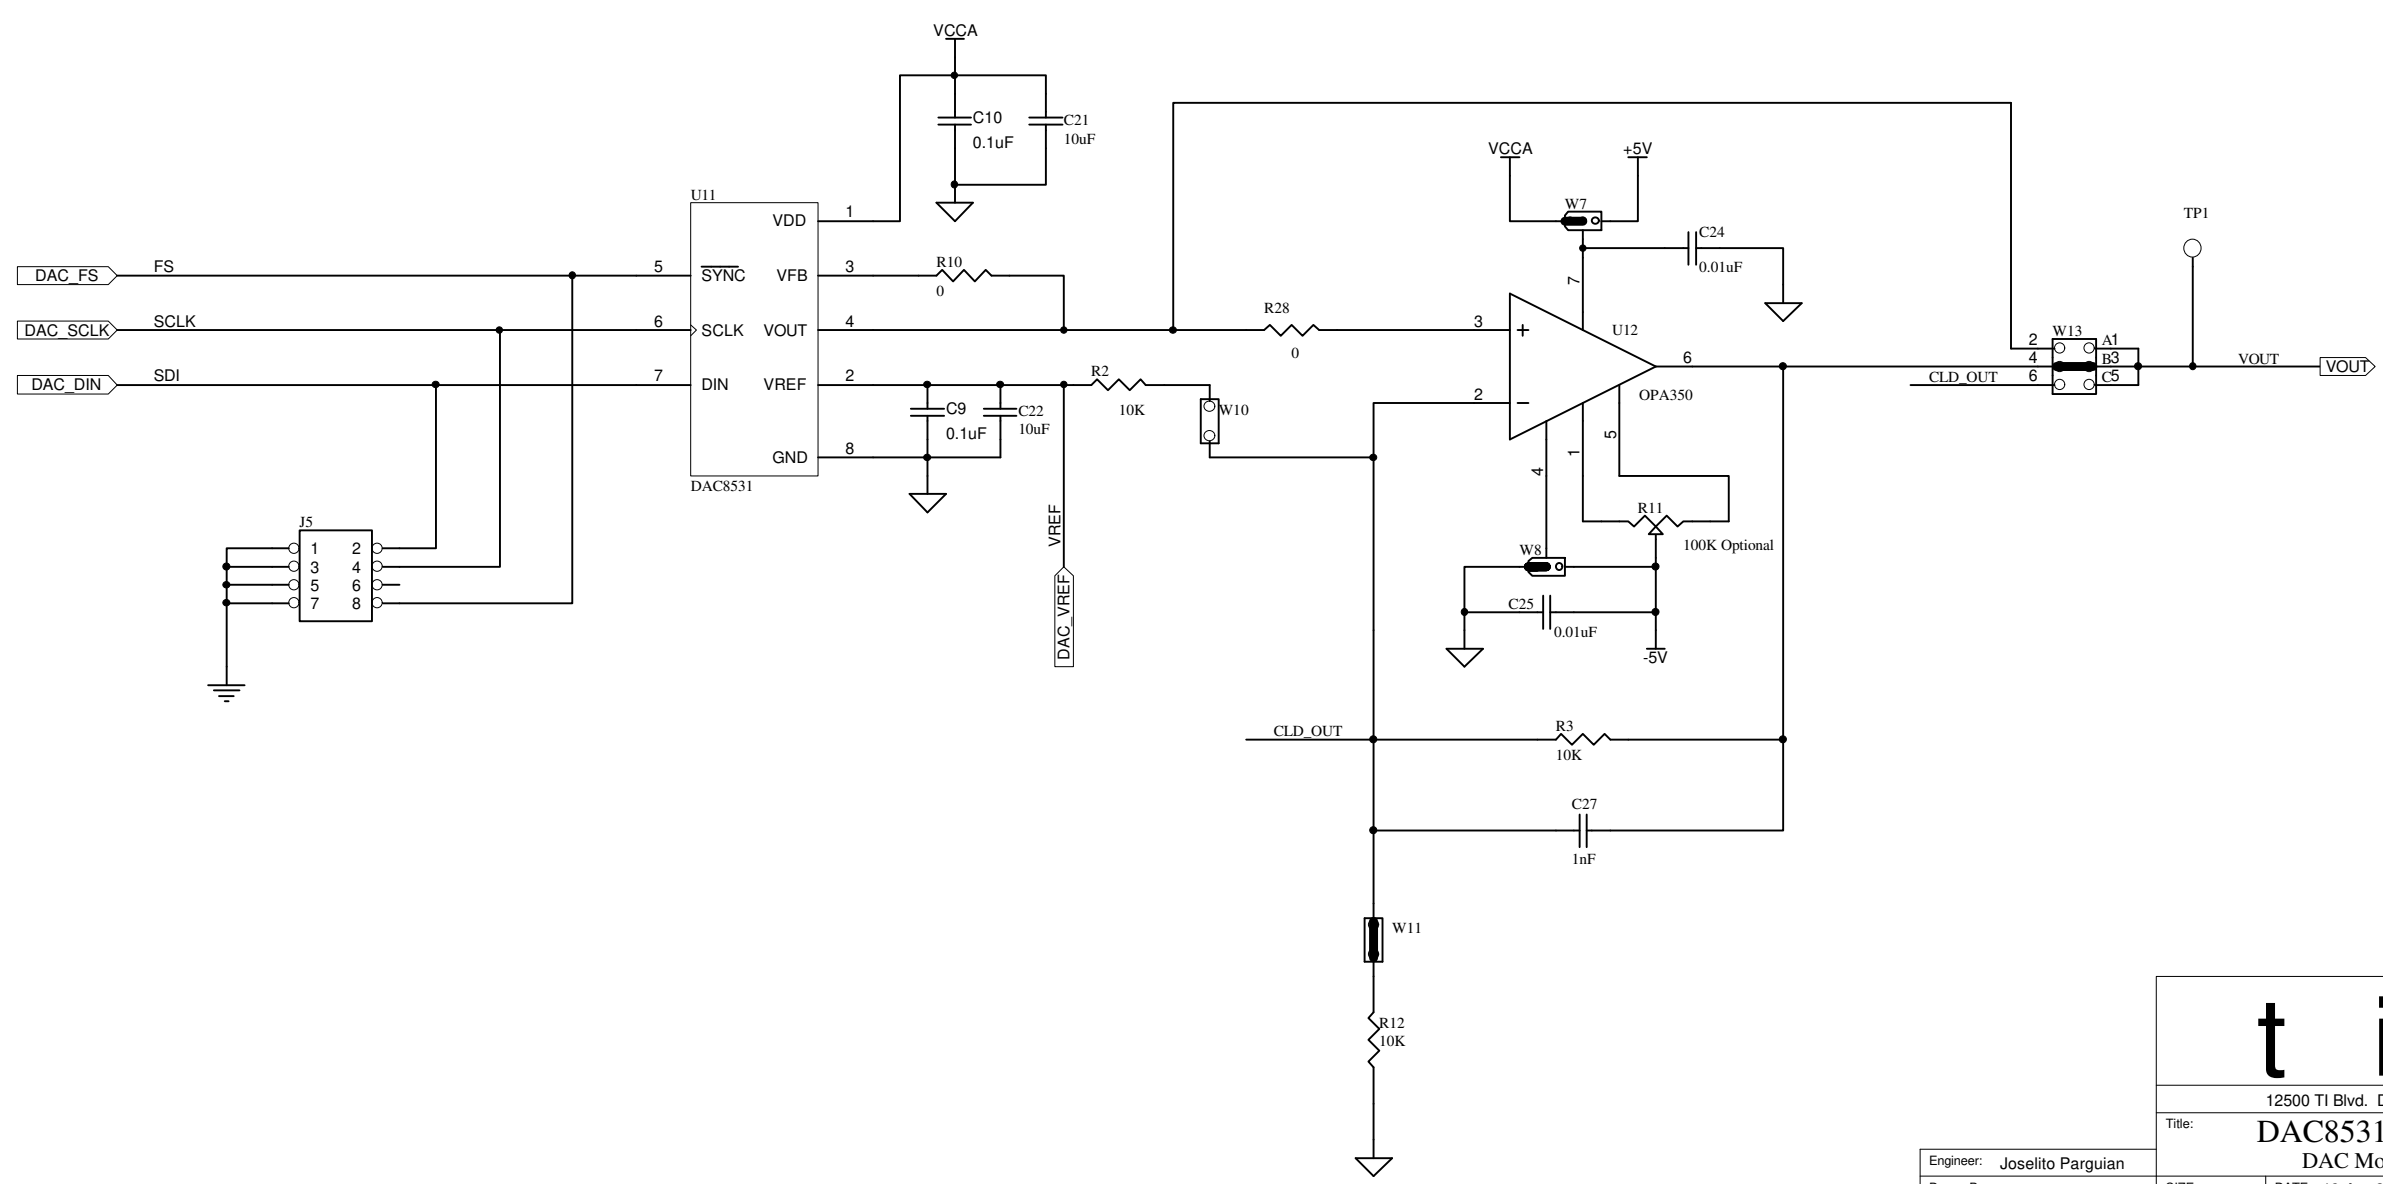 VCCA
C10
0.1uF
C21
10uF
VCCA
+5V
W7
C24
0.01uF
TP1
U11
VDD
1
DAC_FS
FS
5
SYNC
VFB
3
R10
0
DAC_SCLK
SCLK
6
SCLK
VOUT
4
R28
0
3
+
7
U12
6
OPA350
DAC_DIN
SDI
7
DIN
VREF
2
R2
10K
W10
2
−
C9
0.1uF
C22
10uF
GND
8
DAC8531
W13
2
A1
4
B3
CLD_OUT
6
C5
VOUT
VOUT
4
1
5
R11
100K Optional
W8
C25
0.01uF
-5V
J5
1
2
3
4
5
6
7
8
VREF
DAC_VREF
CLD_OUT
R3
10K
C27
1nF
W11
R12
10K
t i
12500 TI Blvd.
Title:
DAC8531
DAC Mo
Engineer: Joselito Parguian